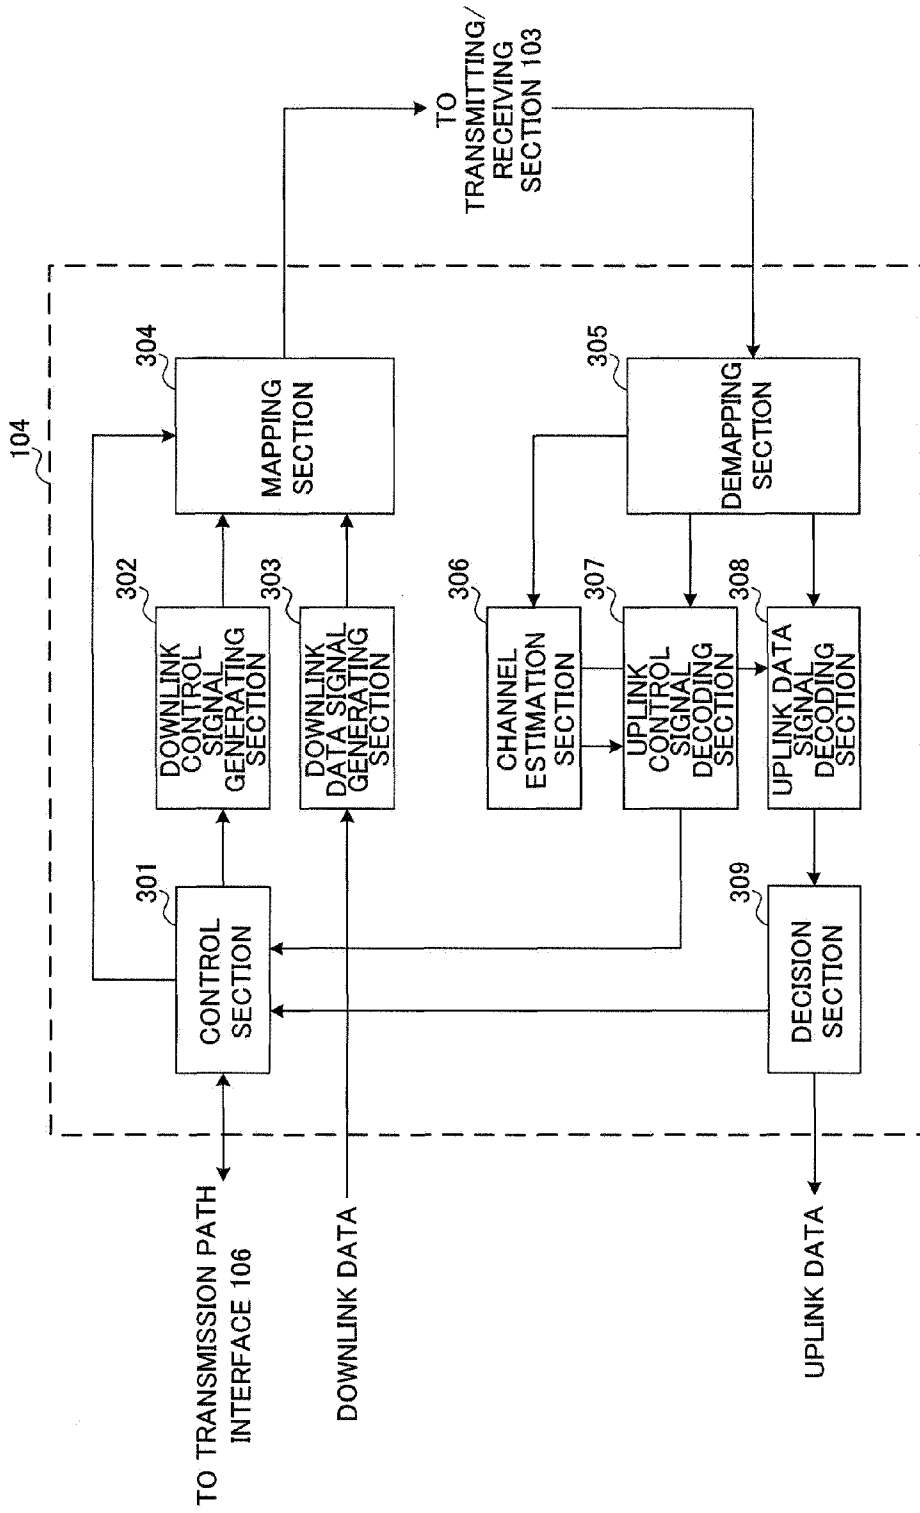 104
TO TRANSMISSION PATH
INTERFACE 106
301
CONTROL
SECTION
302
DOWNLINK
CONTROL
SIGNAL
GENERATING
SECTION
304
MAPPING
SECTION
TO
TRANSMITTING/
RECEIVING
SECTION 103
DOWNLINK DATA
303
DOWNLINK
DATA SIGNAL
GENERATING
SECTION
306
CHANNEL
ESTIMATION
SECTION
305
DEMAPPING
SECTION
307
UPLINK
CONTROL
SIGNAL
DECODING
SECTION
308
UPLINK DATA
SIGNAL
DECODING
SECTION
309
DECISION
SECTION
UPLINK DATA